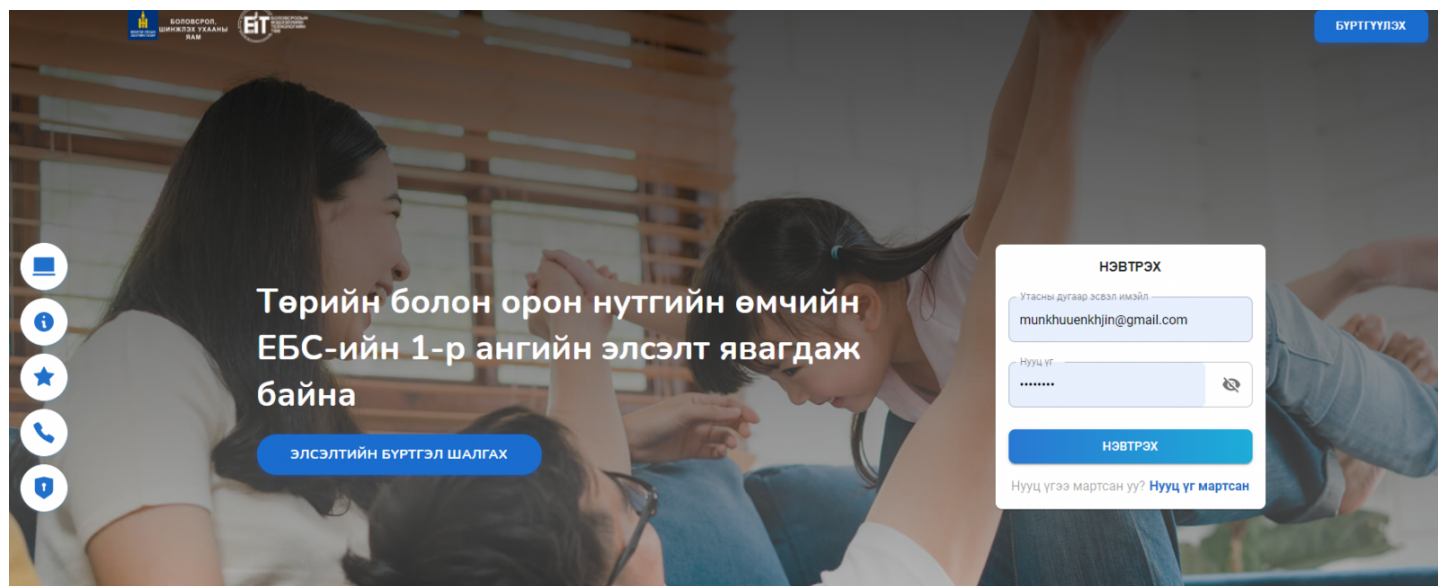 БОЛОВСРОЛ,
ШИНЖЛЭХ УХААНЫ
ЯАМ
EIT
БҮРТГҮҮЛЭХ
Төрийн болон орон нутгийн өмчийн
ЕБС-ийн 1-р ангийн элсэлт явагдаж
байна
ЭЛСЭЛТИЙН БҮРТГЭЛ ШАЛГАХ
НЭВТРЭХ
Утасны дугаар эсвэл имэйл
munkhuuenkhjin@gmail.com
Нууц үг
••••••••
НЭВТРЭХ
Нууц үгээ мартсан уу? Нууц үг мартсан